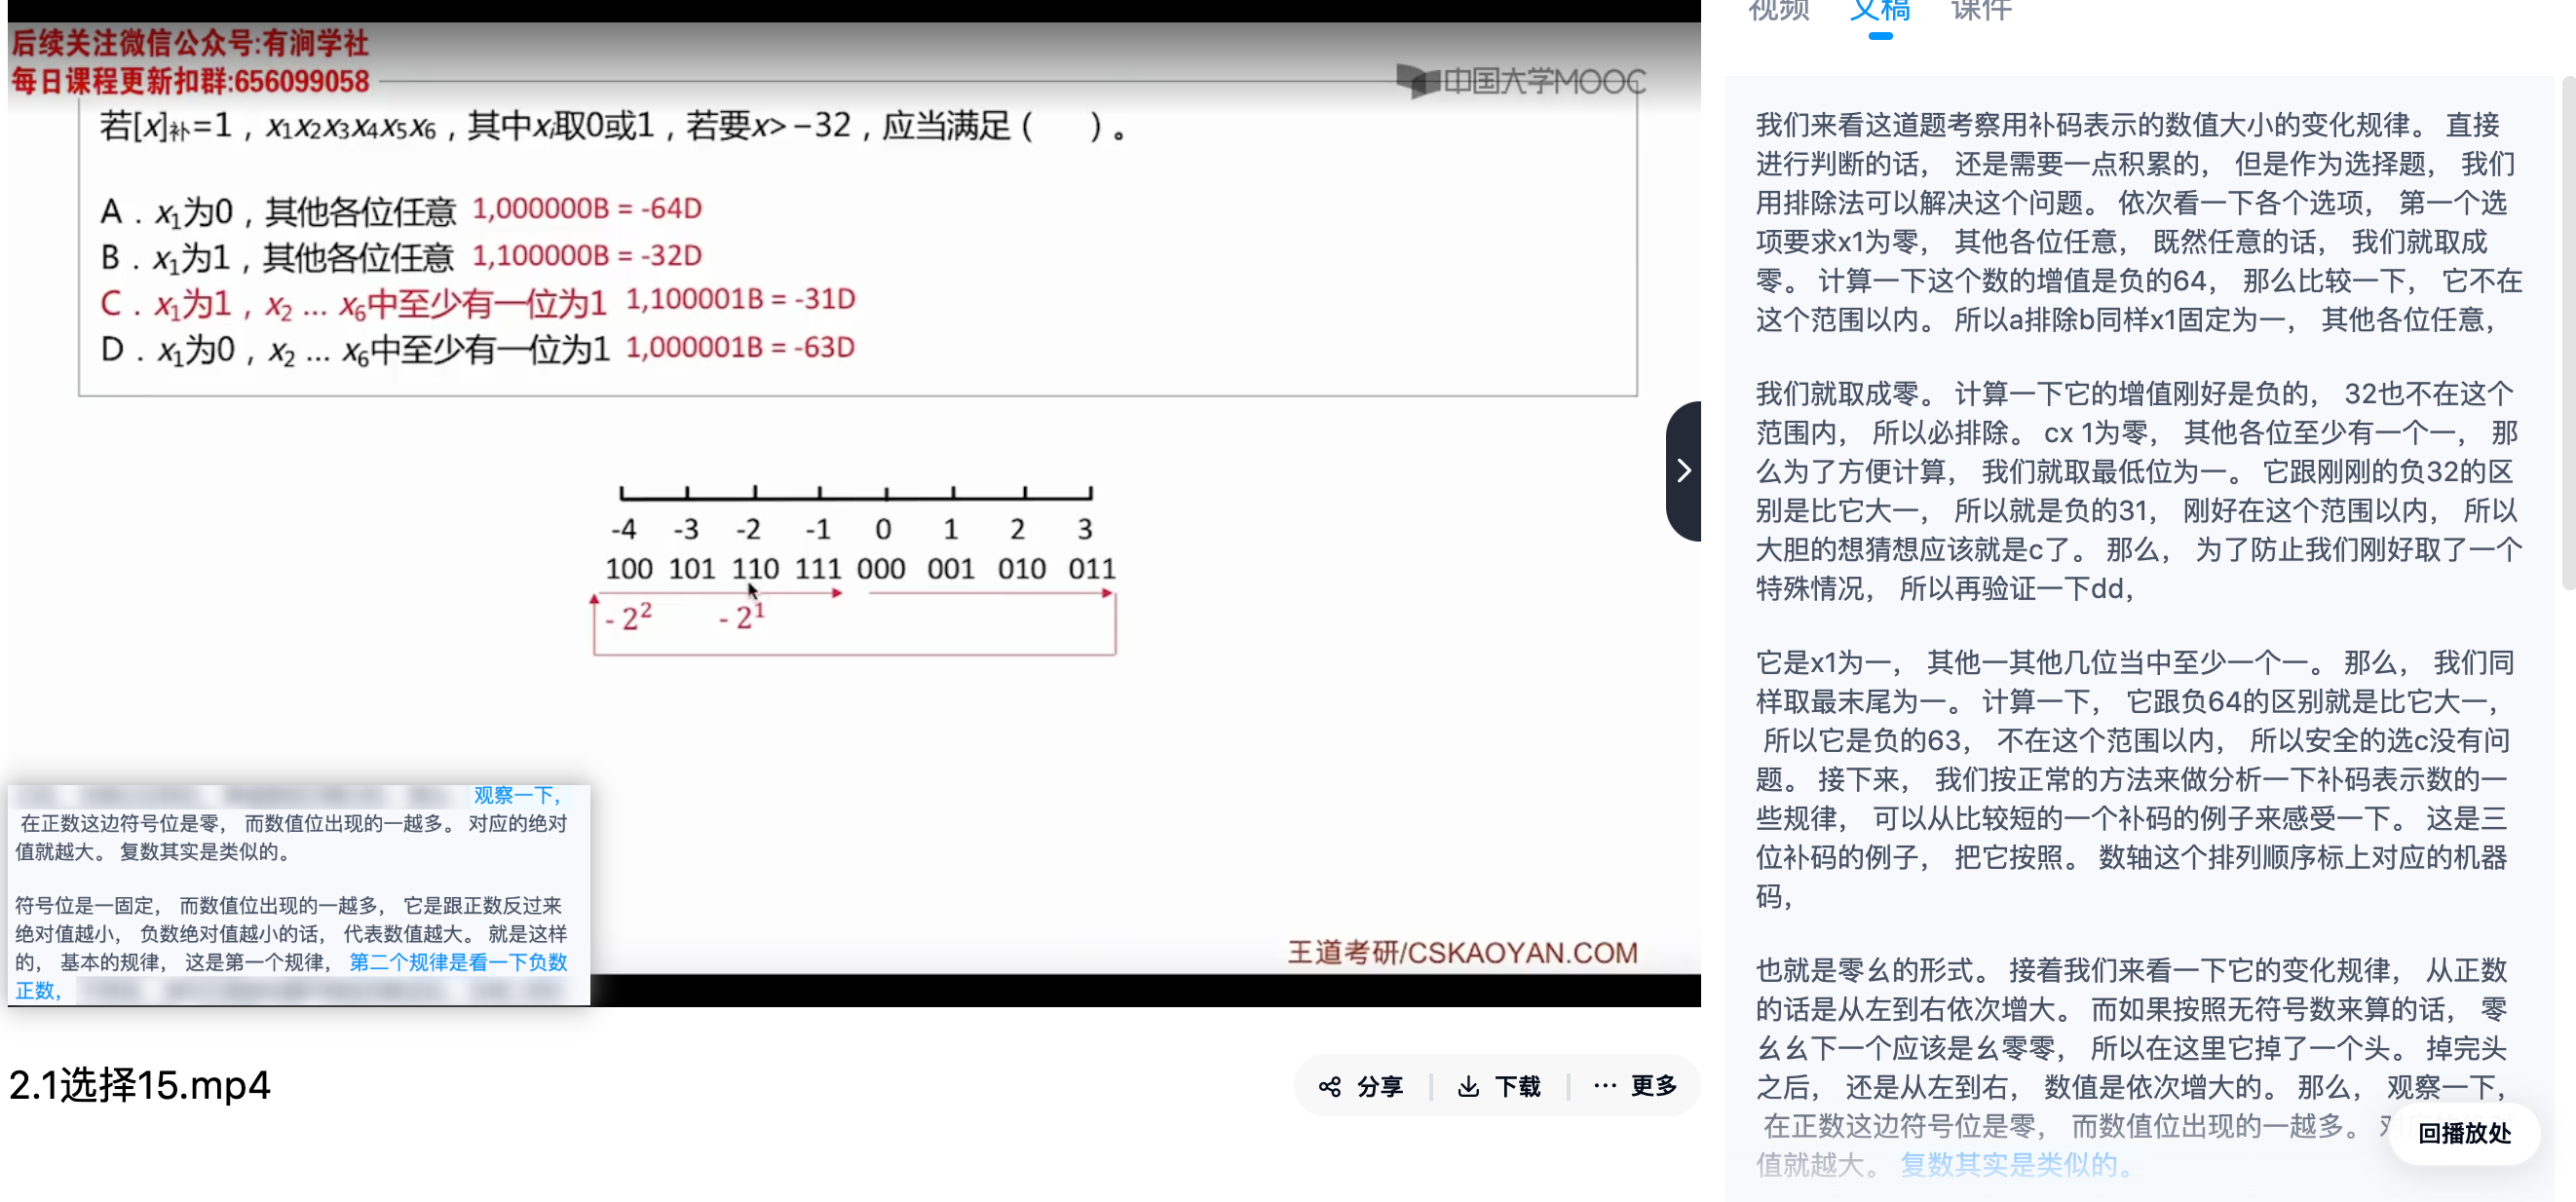 后续关注微信公众号:有涧学社
每日课程更新扣群:656099058
中国大学MOOC
若[x]补=1，x₁x₂x₃x₄x₅x₆，其中xᵢ取0或1，若要x>－32，应当满足（　　）。
A．x₁为0，其他各位任意 1,000000B = -64D
B．x₁为1，其他各位任意 1,100000B = -32D
C．x₁为1，x₂ … x₆中至少有一位为1 1,100001B = -31D
D．x₁为0，x₂ … x₆中至少有一位为1 1,000001B = -63D
-4 -3 -2 -1 0 1 2 3
100 101 110 111 000 001 010 011
- 2² - 2¹
观察一下，
在正数这边符号位是零， 而数值位出现的一越多。 对应的绝对
值就越大。 复数其实是类似的。
符号位是一固定， 而数值位出现的一越多， 它是跟正数反过来
绝对值越小， 负数绝对值越小的话， 代表数值越大。 就是这样
的， 基本的规律， 这是第一个规律， 第二个规律是看一下负数
正数，
王道考研/CSKAOYAN.COM
2.1选择15.mp4
分享 下载 更多
视频 文稿 课件
我们来看这道题考察用补码表示的数值大小的变化规律。 直接
进行判断的话， 还是需要一点积累的， 但是作为选择题， 我们
用排除法可以解决这个问题。 依次看一下各个选项， 第一个选
项要求x1为零， 其他各位任意， 既然任意的话， 我们就取成
零。 计算一下这个数的增值是负的64， 那么比较一下， 它不在
这个范围以内。 所以a排除b同样x1固定为一， 其他各位任意，
我们就取成零。 计算一下它的增值刚好是负的， 32也不在这个
范围内， 所以必排除。 cx 1为零， 其他各位至少有一个一， 那
么为了方便计算， 我们就取最低位为一。 它跟刚刚的负32的区
别是比它大一， 所以就是负的31， 刚好在这个范围以内， 所以
大胆的想猜想应该就是c了。 那么， 为了防止我们刚好取了一个
特殊情况， 所以再验证一下dd，
它是x1为一， 其他一其他几位当中至少一个一。 那么， 我们同
样取最末尾为一。 计算一下， 它跟负64的区别就是比它大一，
所以它是负的63， 不在这个范围以内， 所以安全的选c没有问
题。 接下来， 我们按正常的方法来做分析一下补码表示数的一
些规律， 可以从比较短的一个补码的例子来感受一下。 这是三
位补码的例子， 把它按照。 数轴这个排列顺序标上对应的机器
码，
也就是零幺的形式。 接着我们来看一下它的变化规律， 从正数
的话是从左到右依次增大。 而如果按照无符号数来算的话， 零
幺幺下一个应该是幺零零， 所以在这里它掉了一个头。 掉完头
之后， 还是从左到右， 数值是依次增大的。 那么， 观察一下，
在正数这边符号位是零， 而数值位出现的一越多。 对
值就越大。 复数其实是类似的。
回播放处